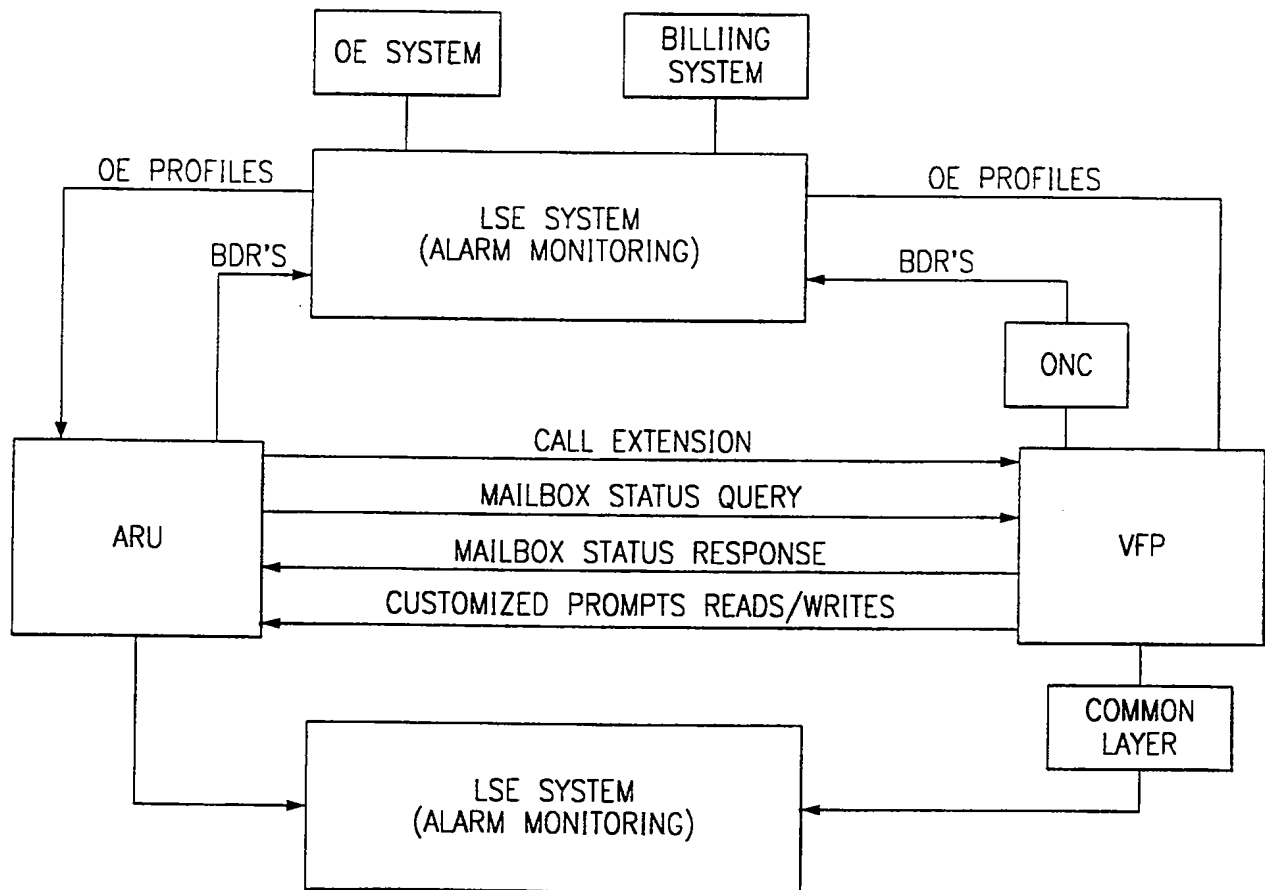 OE SYSTEM
BILLIING
SYSTEM
OE PROFILES
OE PROFILES
LSE SYSTEM
(ALARM MONITORING)
BDR'S
BDR'S
ONC
CALL EXTENSION
MAILBOX STATUS QUERY
ARU
VFP
MAILBOX STATUS RESPONSE
CUSTOMIZED PROMPTS READS/WRITES
COMMON
LAYER
LSE SYSTEM
(ALARM MONITORING)